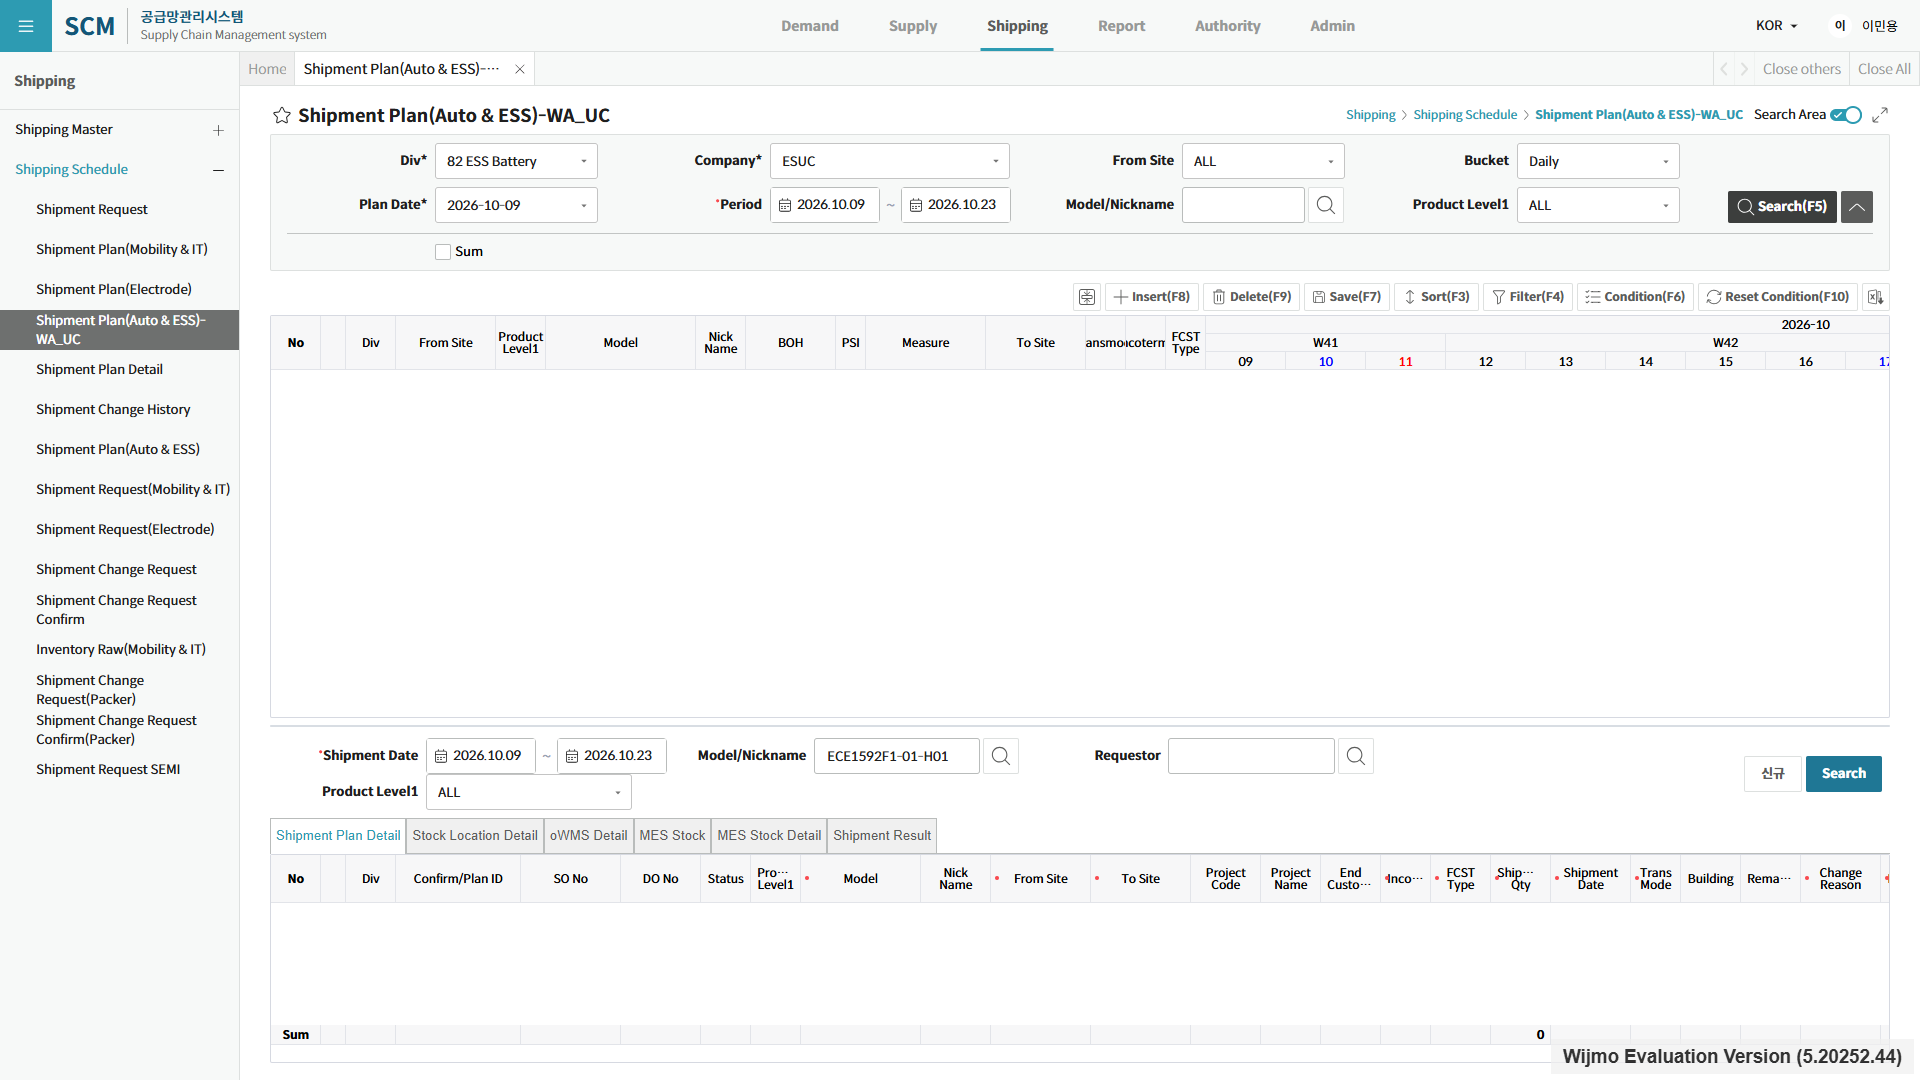 SCM 공급망관리시스템
Supply Chain Management system
Demand Supply Shipping Report Authority Admin
KOR 이 이민용
Shipping
Home Shipment Plan(Auto & ESS)-··· Close others Close All
Shipping Master
Shipping Schedule
Shipment Request
Shipment Plan(Mobility & IT)
Shipment Plan(Electrode)
Shipment Plan(Auto & ESS)-
WA_UC
Shipment Plan Detail
Shipment Change History
Shipment Plan(Auto & ESS)
Shipment Request(Mobility & IT)
Shipment Request(Electrode)
Shipment Change Request
Shipment Change Request
Confirm
Inventory Raw(Mobility & IT)
Shipment Change
Request(Packer)
Shipment Change Request
Confirm(Packer)
Shipment Request SEMI
Shipment Plan(Auto & ESS)-WA_UC
Shipping > Shipping Schedule > Shipment Plan(Auto & ESS)-WA_UC Search Area
Div* 82 ESS Battery Company* ESUC From Site ALL Bucket Daily
Plan Date* 2026-10-09 *Period 2026.10.09 ~ 2026.10.23 Model/Nickname Product Level1 ALL Search(F5)
Sum
Insert(F8) Delete(F9) Save(F7) Sort(F3) Filter(F4) Condition(F6) Reset Condition(F10)
No Div From Site Product Level1 Model Nick Name BOH PSI Measure To Site ansmo coterm FCST Type
2026-10
W41 W42
09 10 11 12 13 14 15 16 17
*Shipment Date 2026.10.09 ~ 2026.10.23 Model/Nickname ECE1592F1-01-H01 Requestor
Product Level1 ALL
신규 Search
Shipment Plan Detail Stock Location Detail oWMS Detail MES Stock MES Stock Detail Shipment Result
No Div Confirm/Plan ID SO No DO No Status Pro··· Level1 Model Nick Name From Site To Site Project Code Project Name End Custo··· Inco··· FCST Type Ship··· Qty Shipment Date Trans Mode Building Rema··· Change Reason
Sum 0
Wijmo Evaluation Version (5.20252.44)